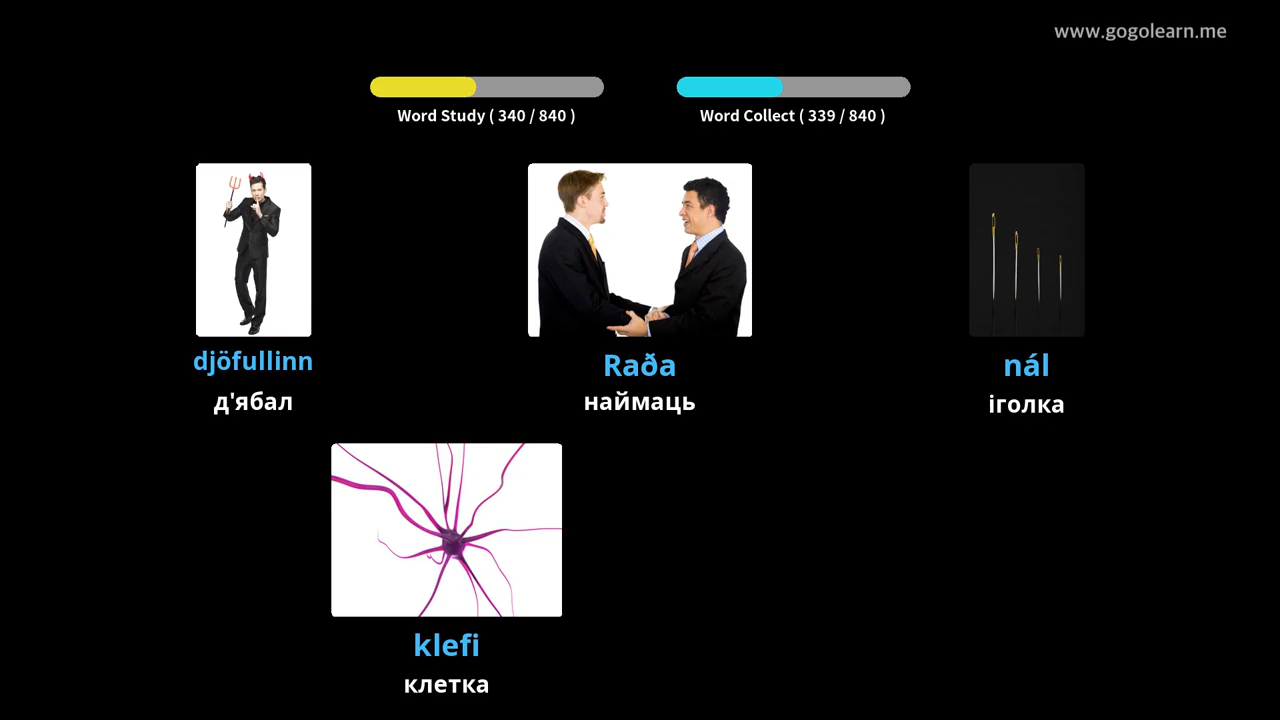 www.gogolearn.me
Word Study ( 340 / 840 )
Word Collect ( 339 / 840 )
djöfullinn
д'ябал
Raða
наймаць
nál
іголка
klefi
клетка